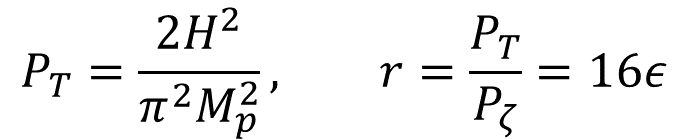 $P_T = \frac{2H^2}{\pi^2 M_p^2}, \qquad r = \frac{P_T}{P_\zeta} = 16\epsilon$